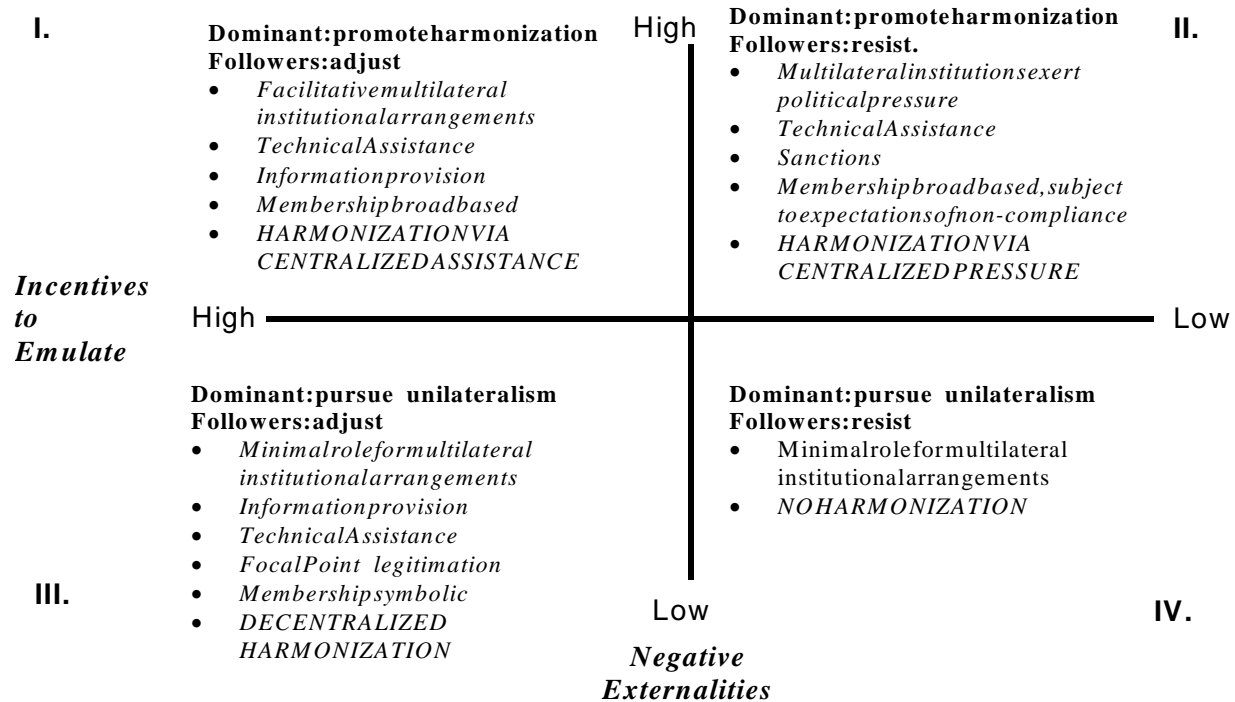 I.
Dominant:promoteharmonization
Followers:adjust
• Facilitativemultilateral
institutionalarrangements
• TechnicalAssistance
• Informationprovision
• Membershipbroadbased
• HARMONIZATIONVIA
CENTRALIZEDASSISTANCE
High
Dominant:promoteharmonization
Followers:resist.
• Multilateralinstitutionsexert
politicalpressure
• TechnicalAssistance
• Sanctions
• Membershipbroadbased,subject
toexpectationsofnon-compliance
• HARMONIZATIONVIA
CENTRALIZEDPRESSURE
II.
Incentives
to
Emulate
High
Low
Dominant:pursue unilateralism
Followers:adjust
• Minimalroleformultilateral
institutionalarrangements
• Informationprovision
• TechnicalAssistance
• FocalPoint legitimation
• Membershipsymbolic
• DECENTRALIZED
HARMONIZATION
III.
Dominant:pursue unilateralism
Followers:resist
• Minimalroleformultilateral
institutionalarrangements
• NOHARMONIZATION
IV.
Low
Negative
Externalities